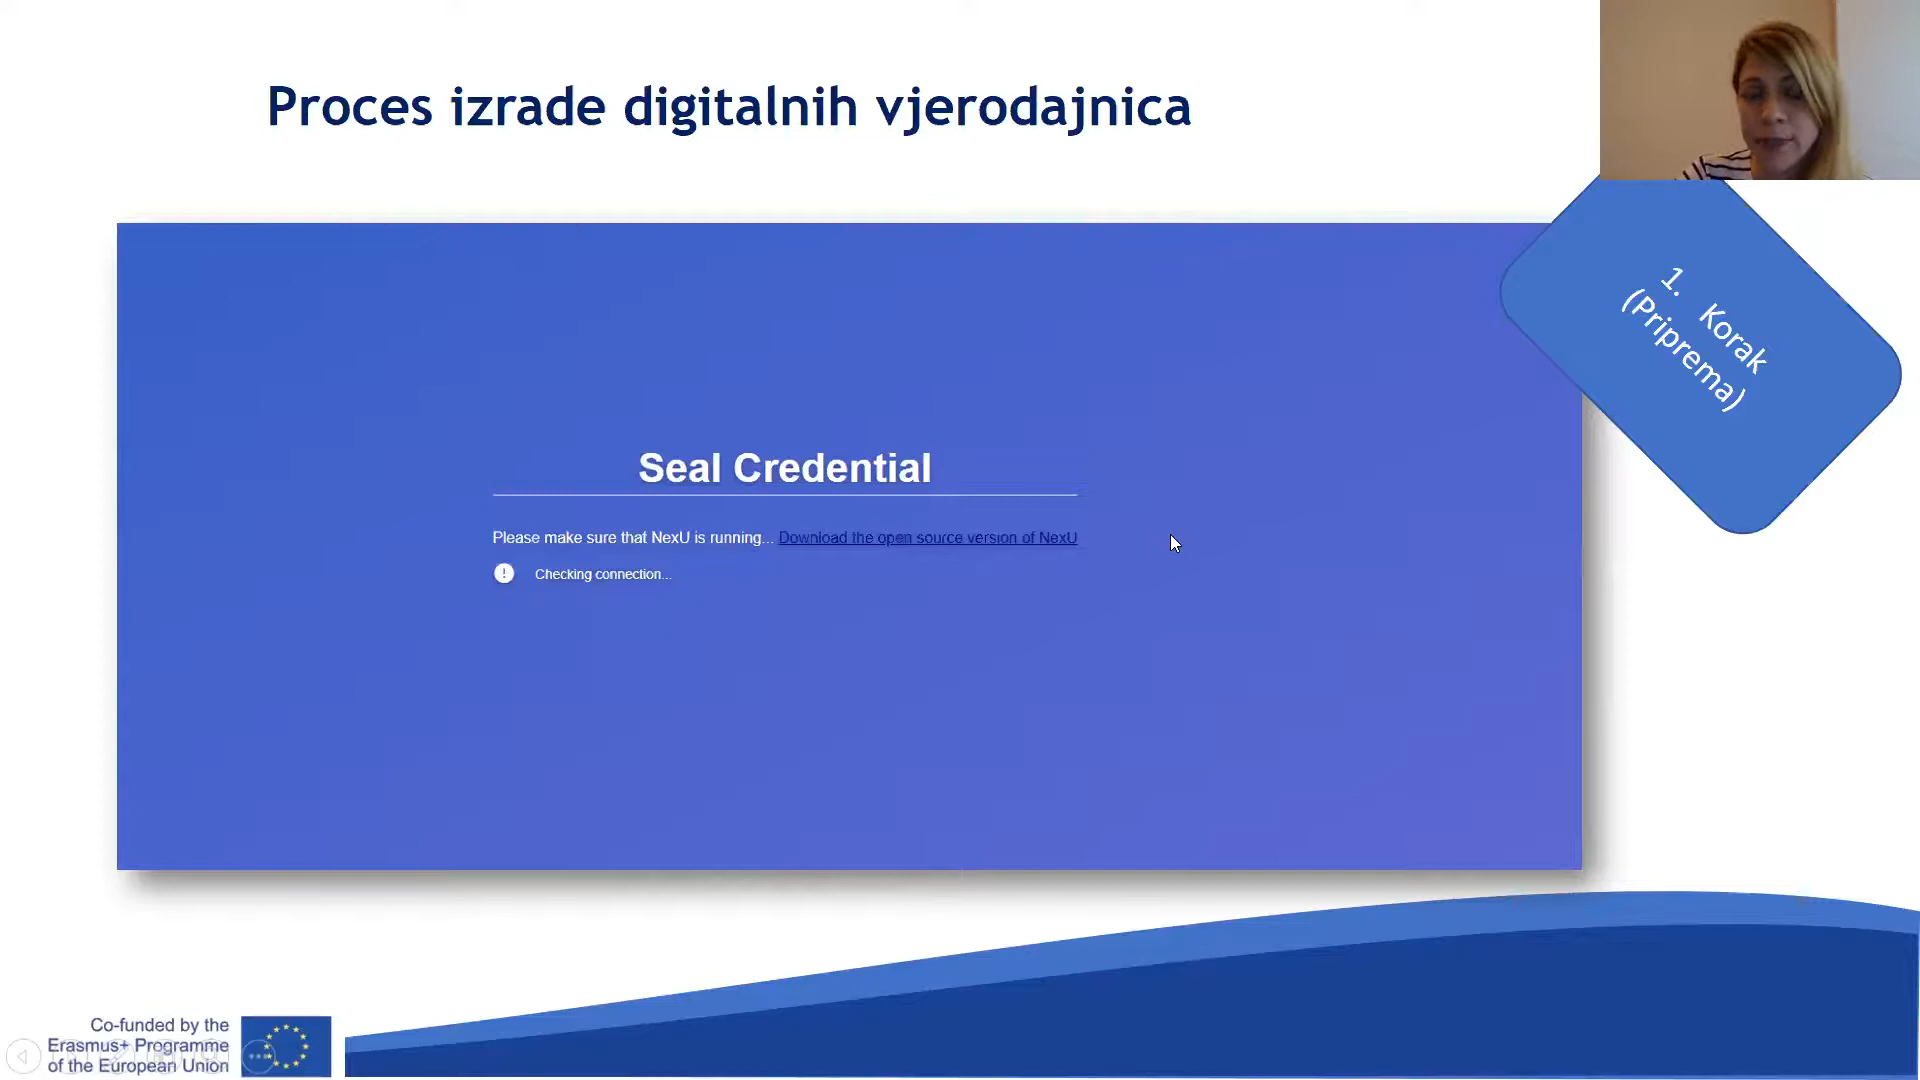 Proces izrade digitalnih vjerodajnica
1. Korak
(Priprema)
Seal Credential
Please make sure that NexU is running... Download the open source version of NexU
! Checking connection...
Co-funded by the
Erasmus+ Programme
of the European Union